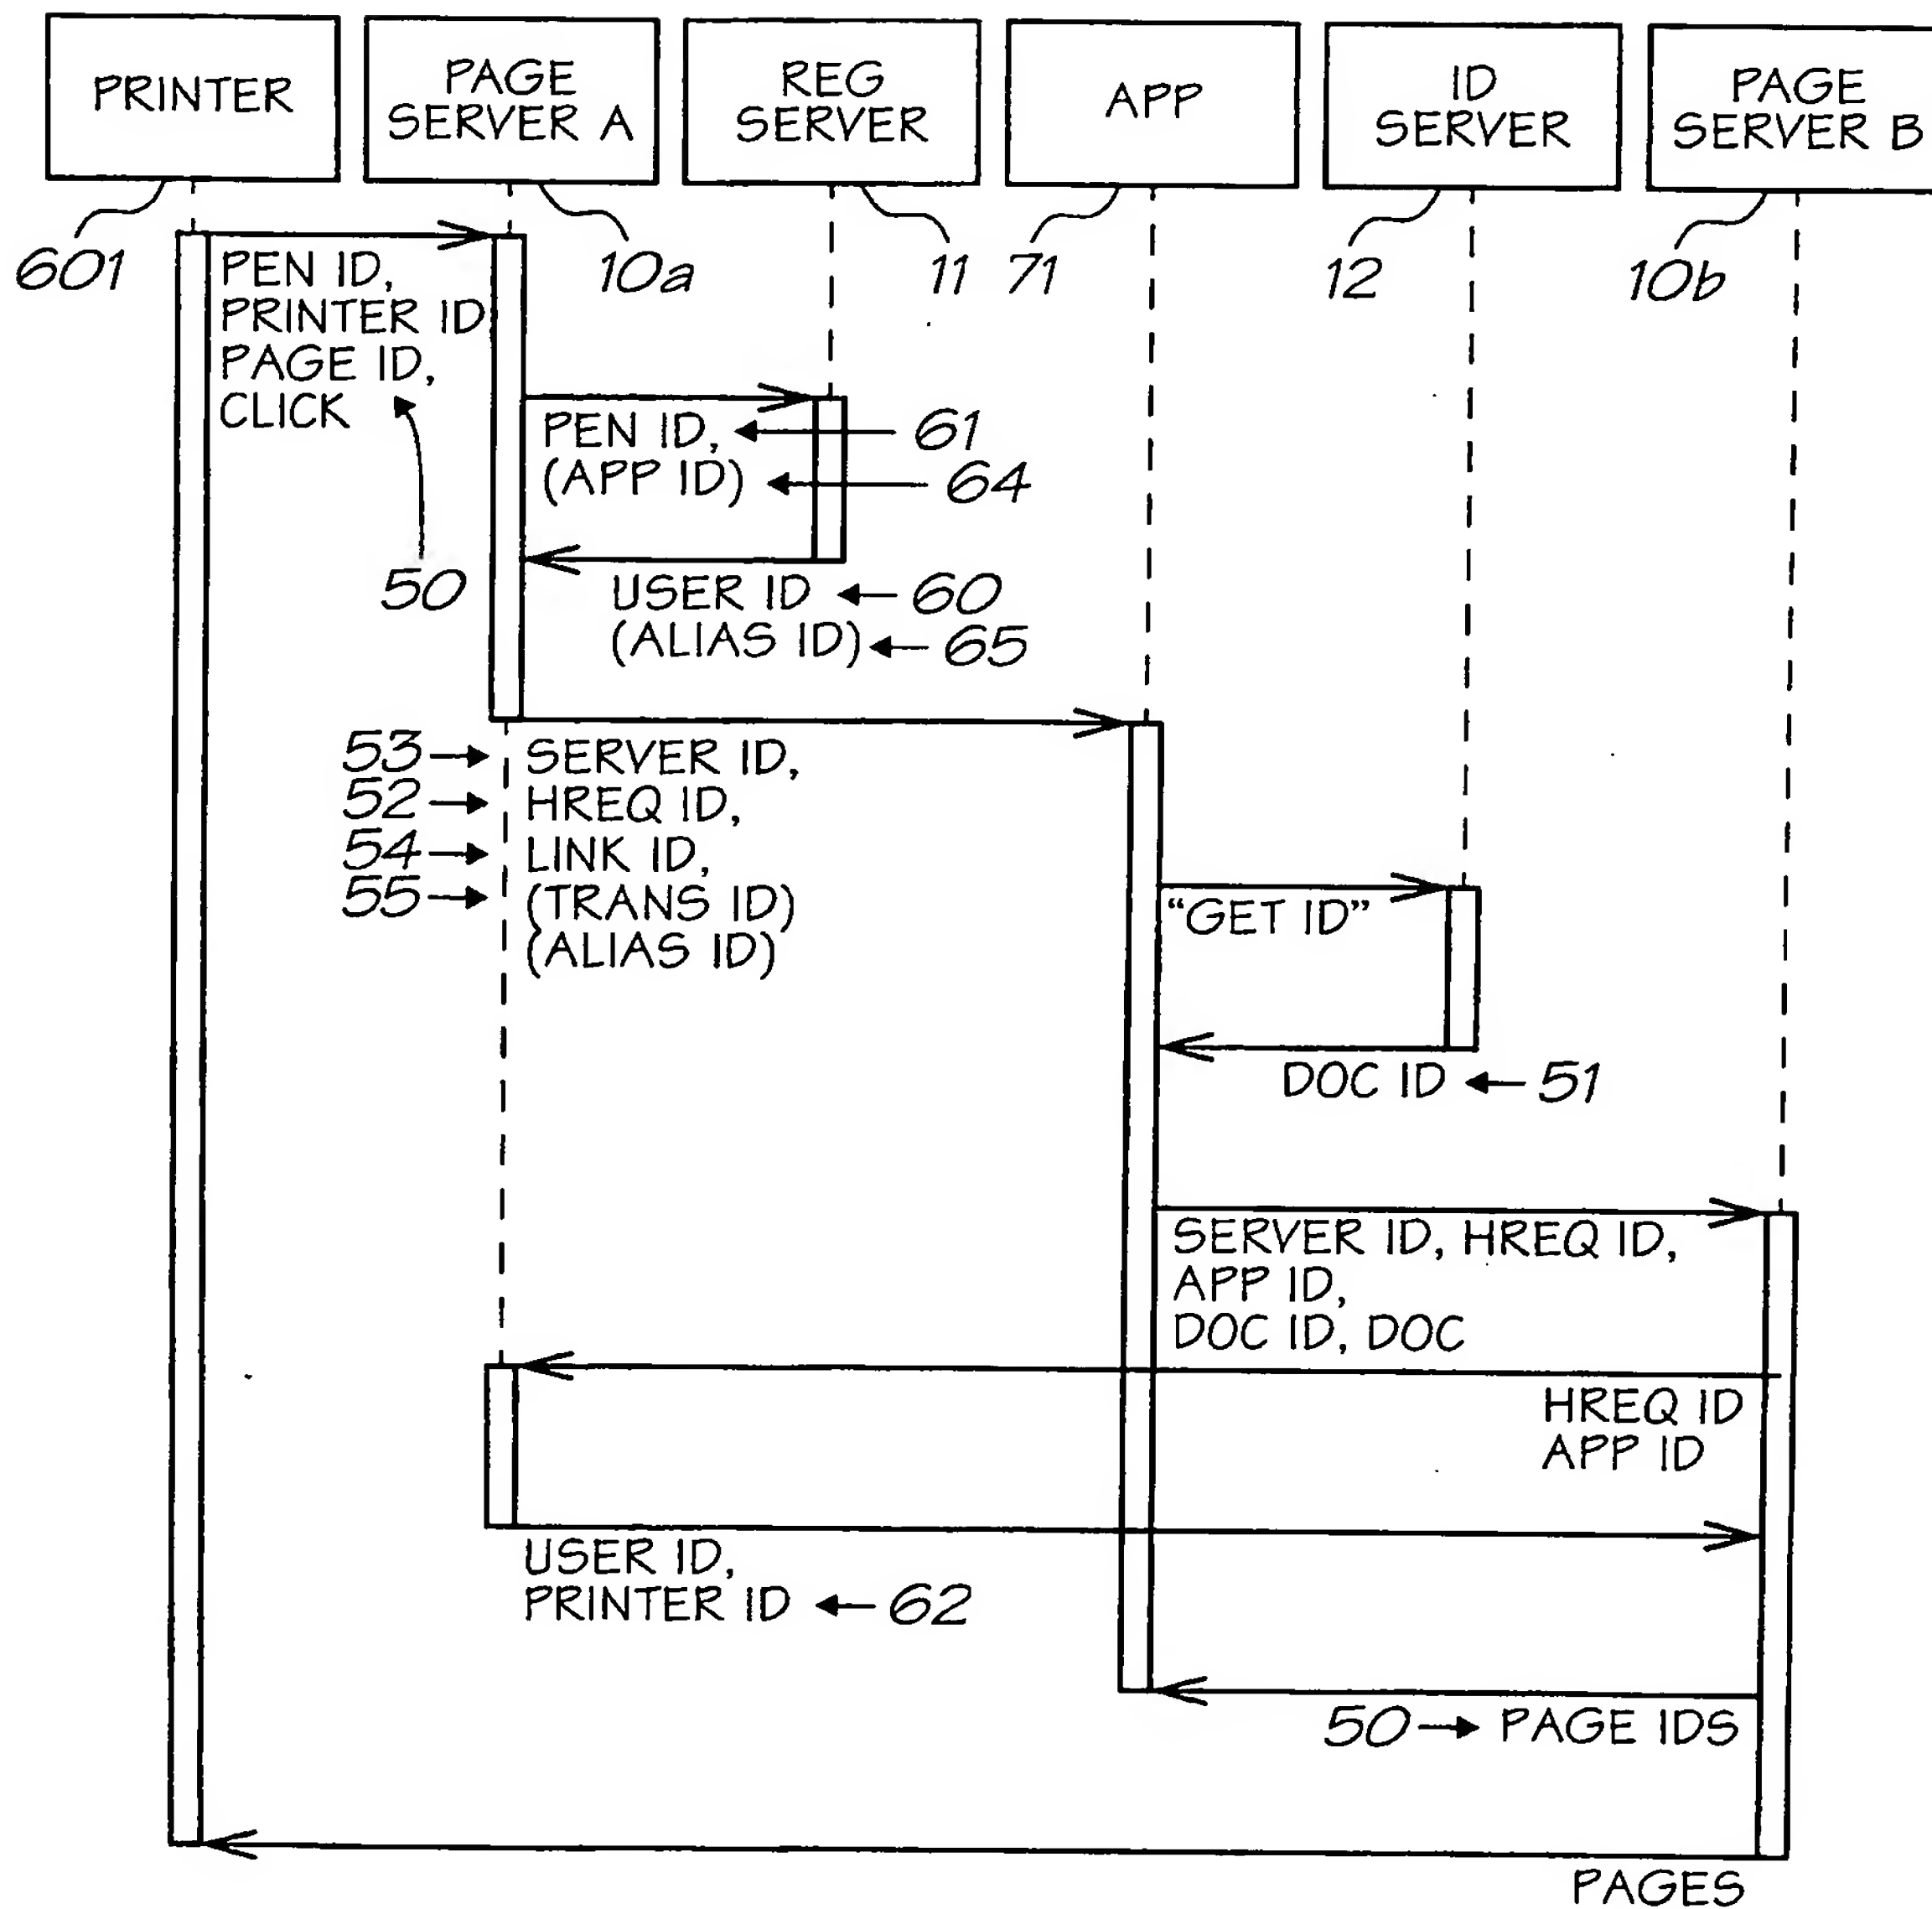 PRINTER
PAGE
SERVER A
REG
SERVER
APP
ID
SERVER
PAGE
SERVER B
601
10a
11
71
12
10b
PEN ID,
PRINTER ID
PAGE ID,
CLICK
50
PEN ID,
61
(APP ID)
64
USER ID
60
(ALIAS ID)
65
53
SERVER ID,
52
HREQ ID,
54
LINK ID,
55
(TRANS ID)
(ALIAS ID)
“GET ID”
DOC ID
51
SERVER ID, HREQ ID,
APP ID,
DOC ID, DOC
HREQ ID
APP ID
USER ID,
PRINTER ID
62
50
PAGE IDS
PAGES